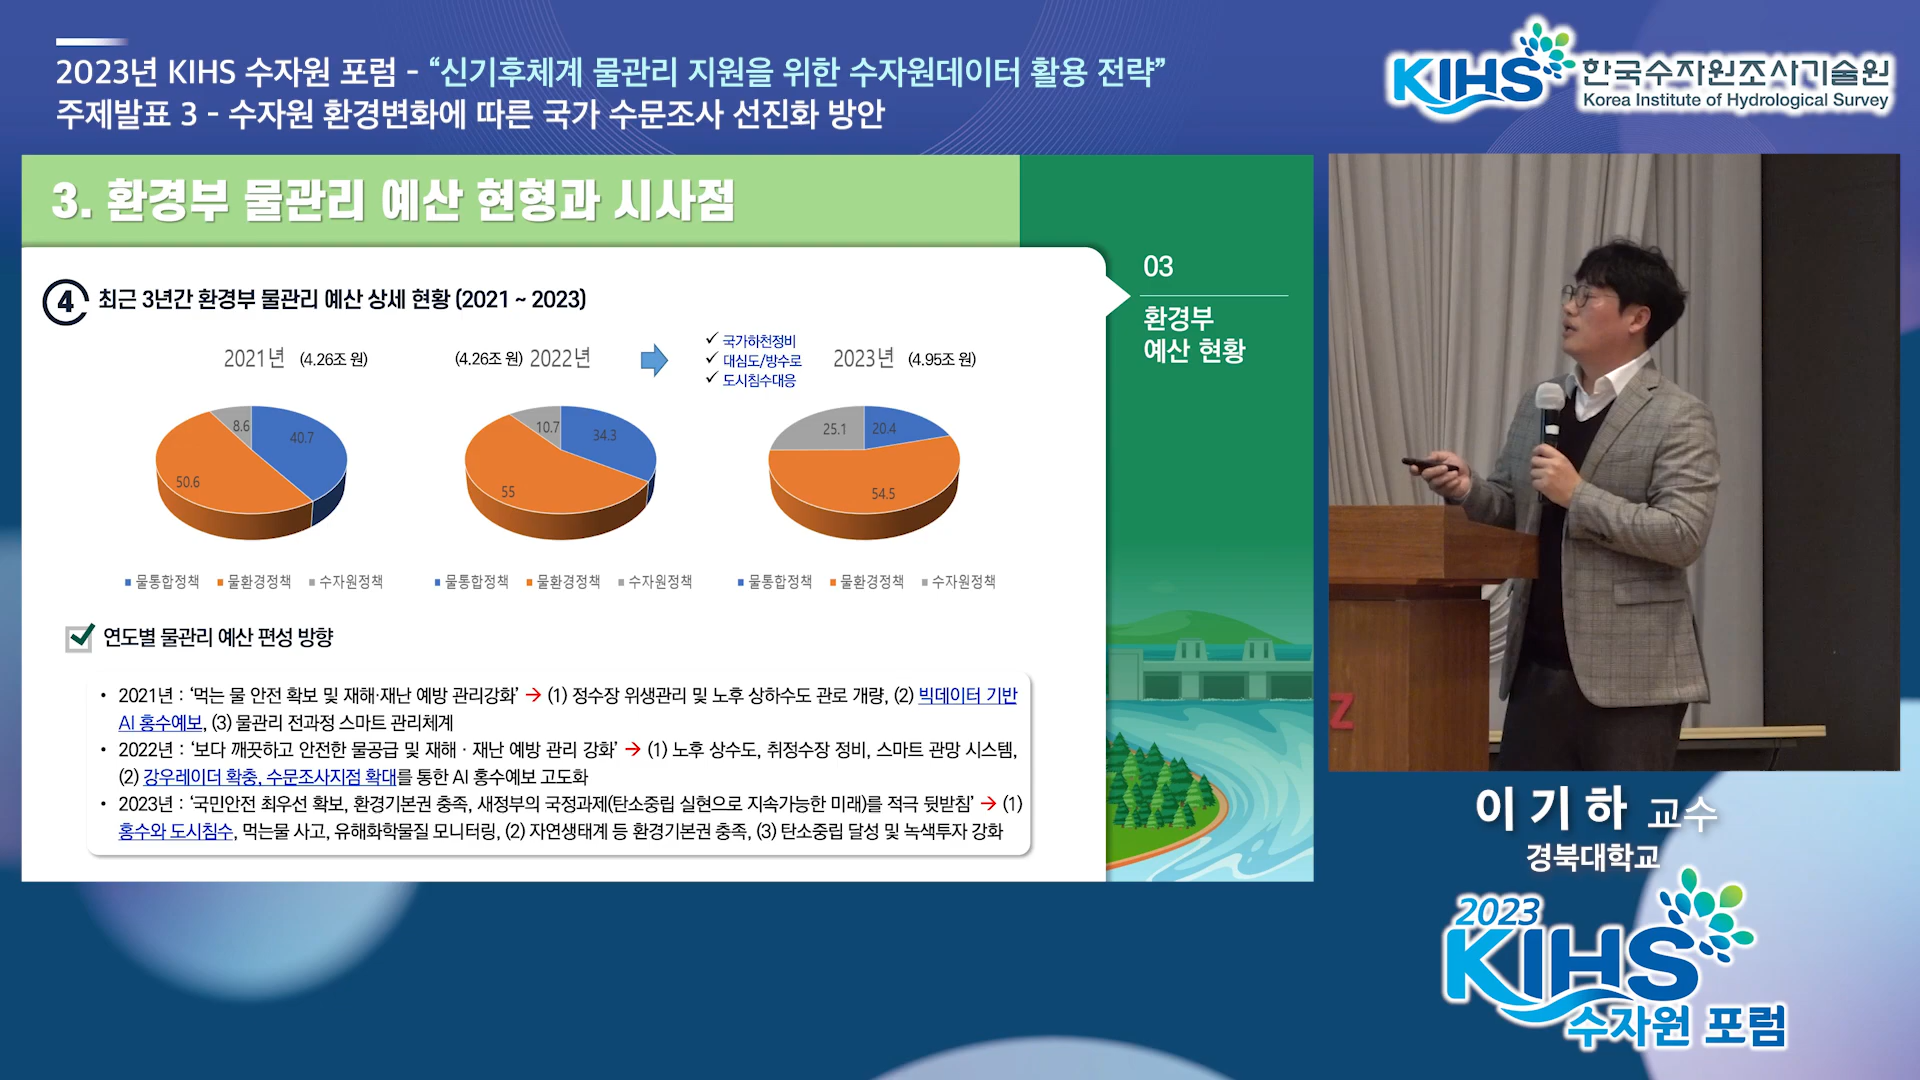 2023년 KIHS 수자원 포럼 - “신기후체계 물관리 지원을 위한 수자원데이터 활용 전략”
주제발표 3 - 수자원 환경변화에 따른 국가 수문조사 선진화 방안
KIHS 한국수자원조사기술원
Korea Institute of Hydrological Survey
3. 환경부 물관리 예산 현형과 시사점
03
환경부
예산 현황
④ 최근 3년간 환경부 물관리 예산 상세 현황 (2021 ~ 2023)
2021년 (4.26조 원)
(4.26조 원) 2022년
✓ 국가하천정비
✓ 대심도/방수로
✓ 도시침수대응
2023년 (4.95조 원)
8.6 40.7 50.6
10.7 34.3 55
25.1 20.4 54.5
물통합정책 물환경정책 수자원정책
물통합정책 물환경정책 수자원정책
물통합정책 물환경정책 수자원정책
연도별 물관리 예산 편성 방향
• 2021년 : ‘먹는 물 안전 확보 및 재해·재난 예방 관리강화’ → (1) 정수장 위생관리 및 노후 상하수도 관로 개량, (2) 빅데이터 기반
AI 홍수예보, (3) 물관리 전과정 스마트 관리체계
• 2022년 : ‘보다 깨끗하고 안전한 물공급 및 재해 · 재난 예방 관리 강화’ → (1) 노후 상수도, 취정수장 정비, 스마트 관망 시스템,
(2) 강우레이더 확충, 수문조사지점 확대를 통한 AI 홍수예보 고도화
• 2023년 : ‘국민안전 최우선 확보, 환경기본권 충족, 새정부의 국정과제(탄소중립 실현으로 지속가능한 미래)를 적극 뒷받침’ → (1)
홍수와 도시침수, 먹는물 사고, 유해화학물질 모니터링, (2) 자연생태계 등 환경기본권 충족, (3) 탄소중립 달성 및 녹색투자 강화
Z
이기하 교수
경북대학교
2023
KIHS
수자원 포럼